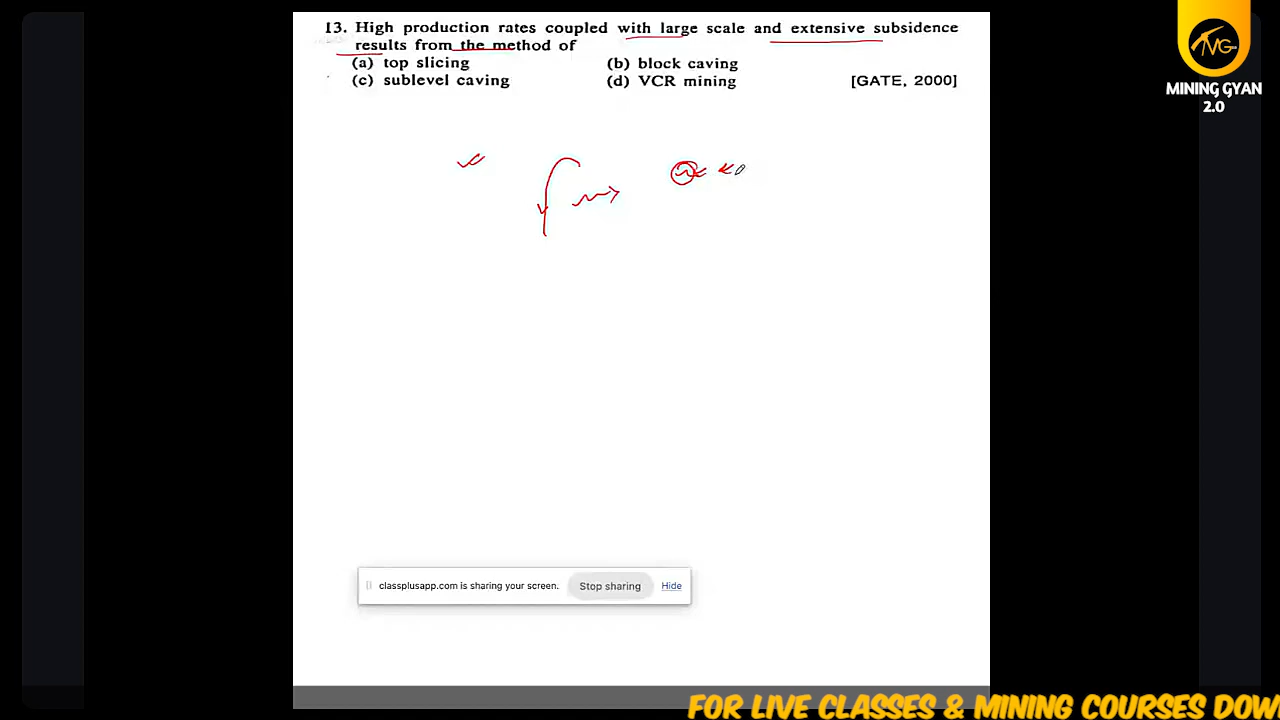 13. High production rates coupled with large scale and extensive subsidence
results from the method of
(a) top slicing (b) block caving
(c) sublevel caving (d) VCR mining [GATE, 2000]
TMG
MINING GYAN
2.0
classplusapp.com is sharing your screen. Stop sharing Hide
FOR LIVE CLASSES & MINING COURSES DOW